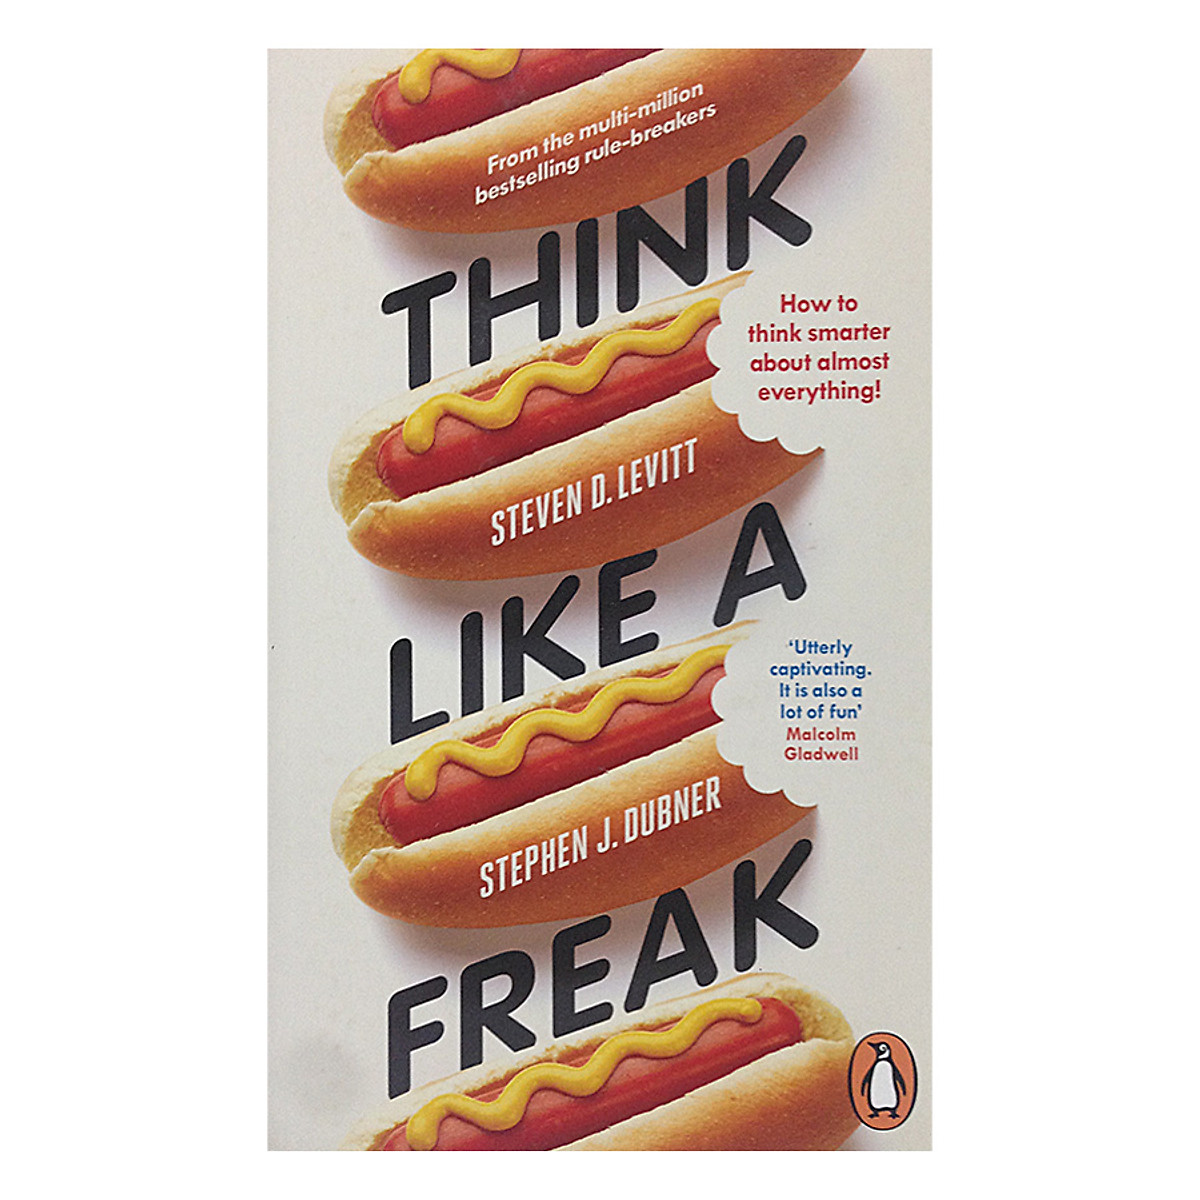 From the multi-million
bestselling rule-breakers
THINK
How to
think smarter
about almost
everything!
STEVEN D. LEVITT
LIKE A
'Utterly
captivating.
It is also a
lot of fun'
Malcolm
Gladwell
STEPHEN J. DUBNER
FREAK